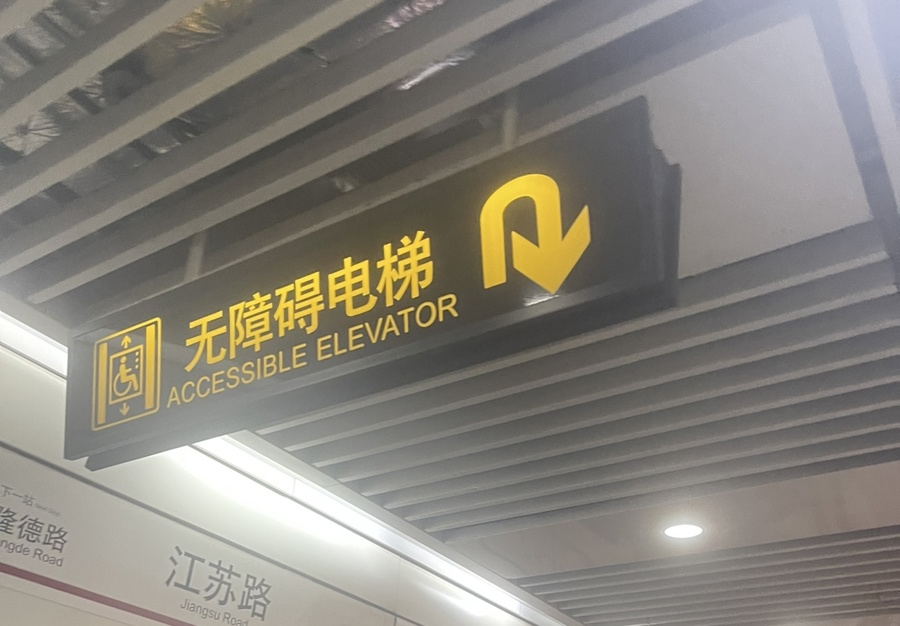 无障碍电梯
ACCESSIBLE ELEVATOR
下一站
隆德路
ngde Road
江苏路
Jiangsu Road